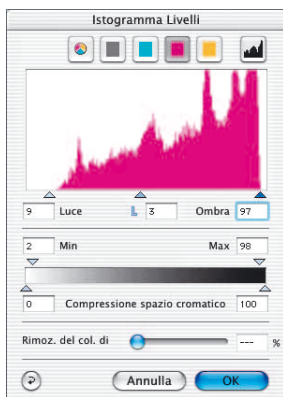 Istogramma Livelli
9 Luce L 3 Ombra 97
2 Min Max 98
0 Compressione spazio cromatico 100
Rimoz. del col. di --- %
Annulla OK